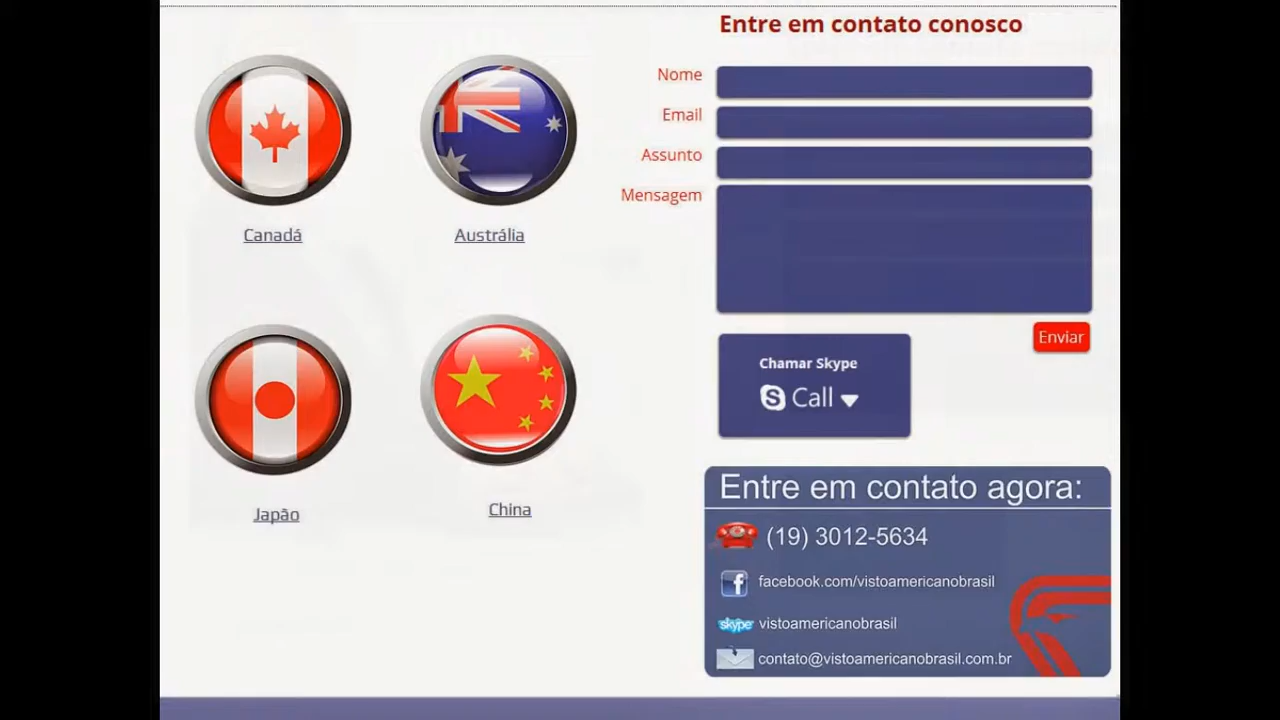 Entre em contato conosco
Nome
Email
Assunto
Mensagem
Canadá
Austrália
Enviar
Chamar Skype
S Call
Japão
China
Entre em contato agora:
(19) 3012-5634
f facebook.com/vistoamericanobrasil
skype vistoamericanobrasil
contato@vistoamericanobrasil.com.br